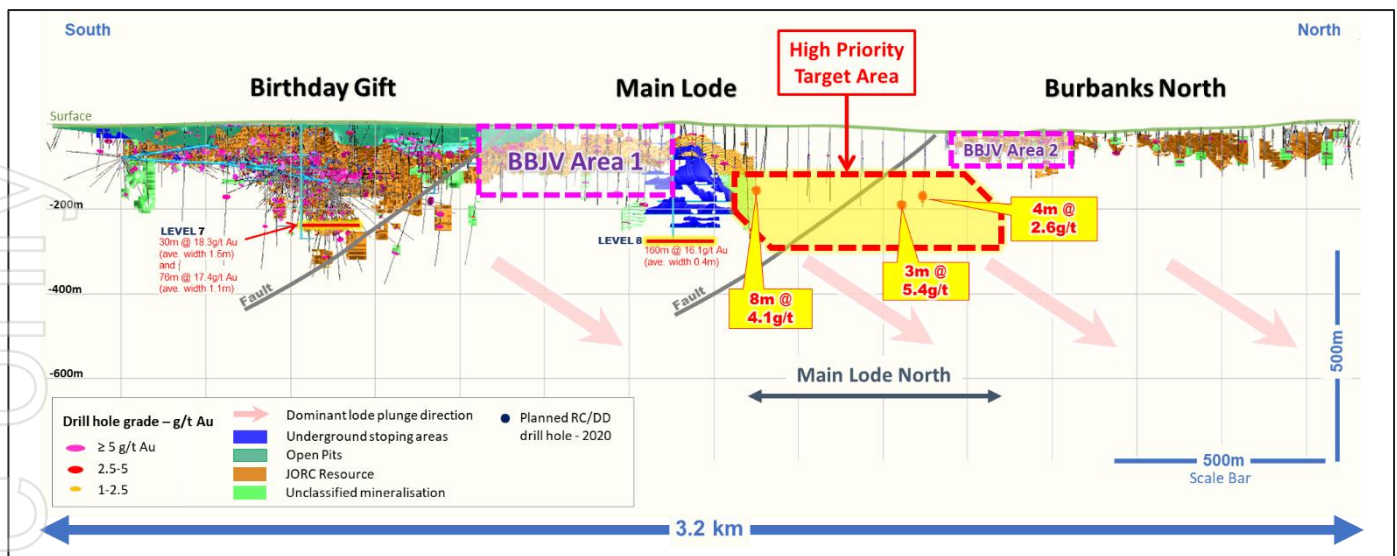 South
North
Birthday Gift
Main Lode
High Priority
Target Area
Burbanks North
Surface
BBJV Area 1
BBJV Area 2
-200m
LEVEL 7
30m @ 18.3g/t Au
(ave. width 1.5m)
and
76m @ 17.4g/t Au
(ave. width 1.1m)
LEVEL 8
160m @ 16.1g/t Au
(ave. width 0.4m)
4m @
2.6g/t
3m @
5.4g/t
8m @
4.1g/t
Fault
Fault
-400m
-600m
Main Lode North
500m
Drill hole grade – g/t Au
≥ 5 g/t Au
2.5-5
1-2.5
Dominant lode plunge direction
Underground stoping areas
Open Pits
JORC Resource
Unclassified mineralisation
Planned RC/DD
drill hole - 2020
500m
Scale Bar
3.2 km